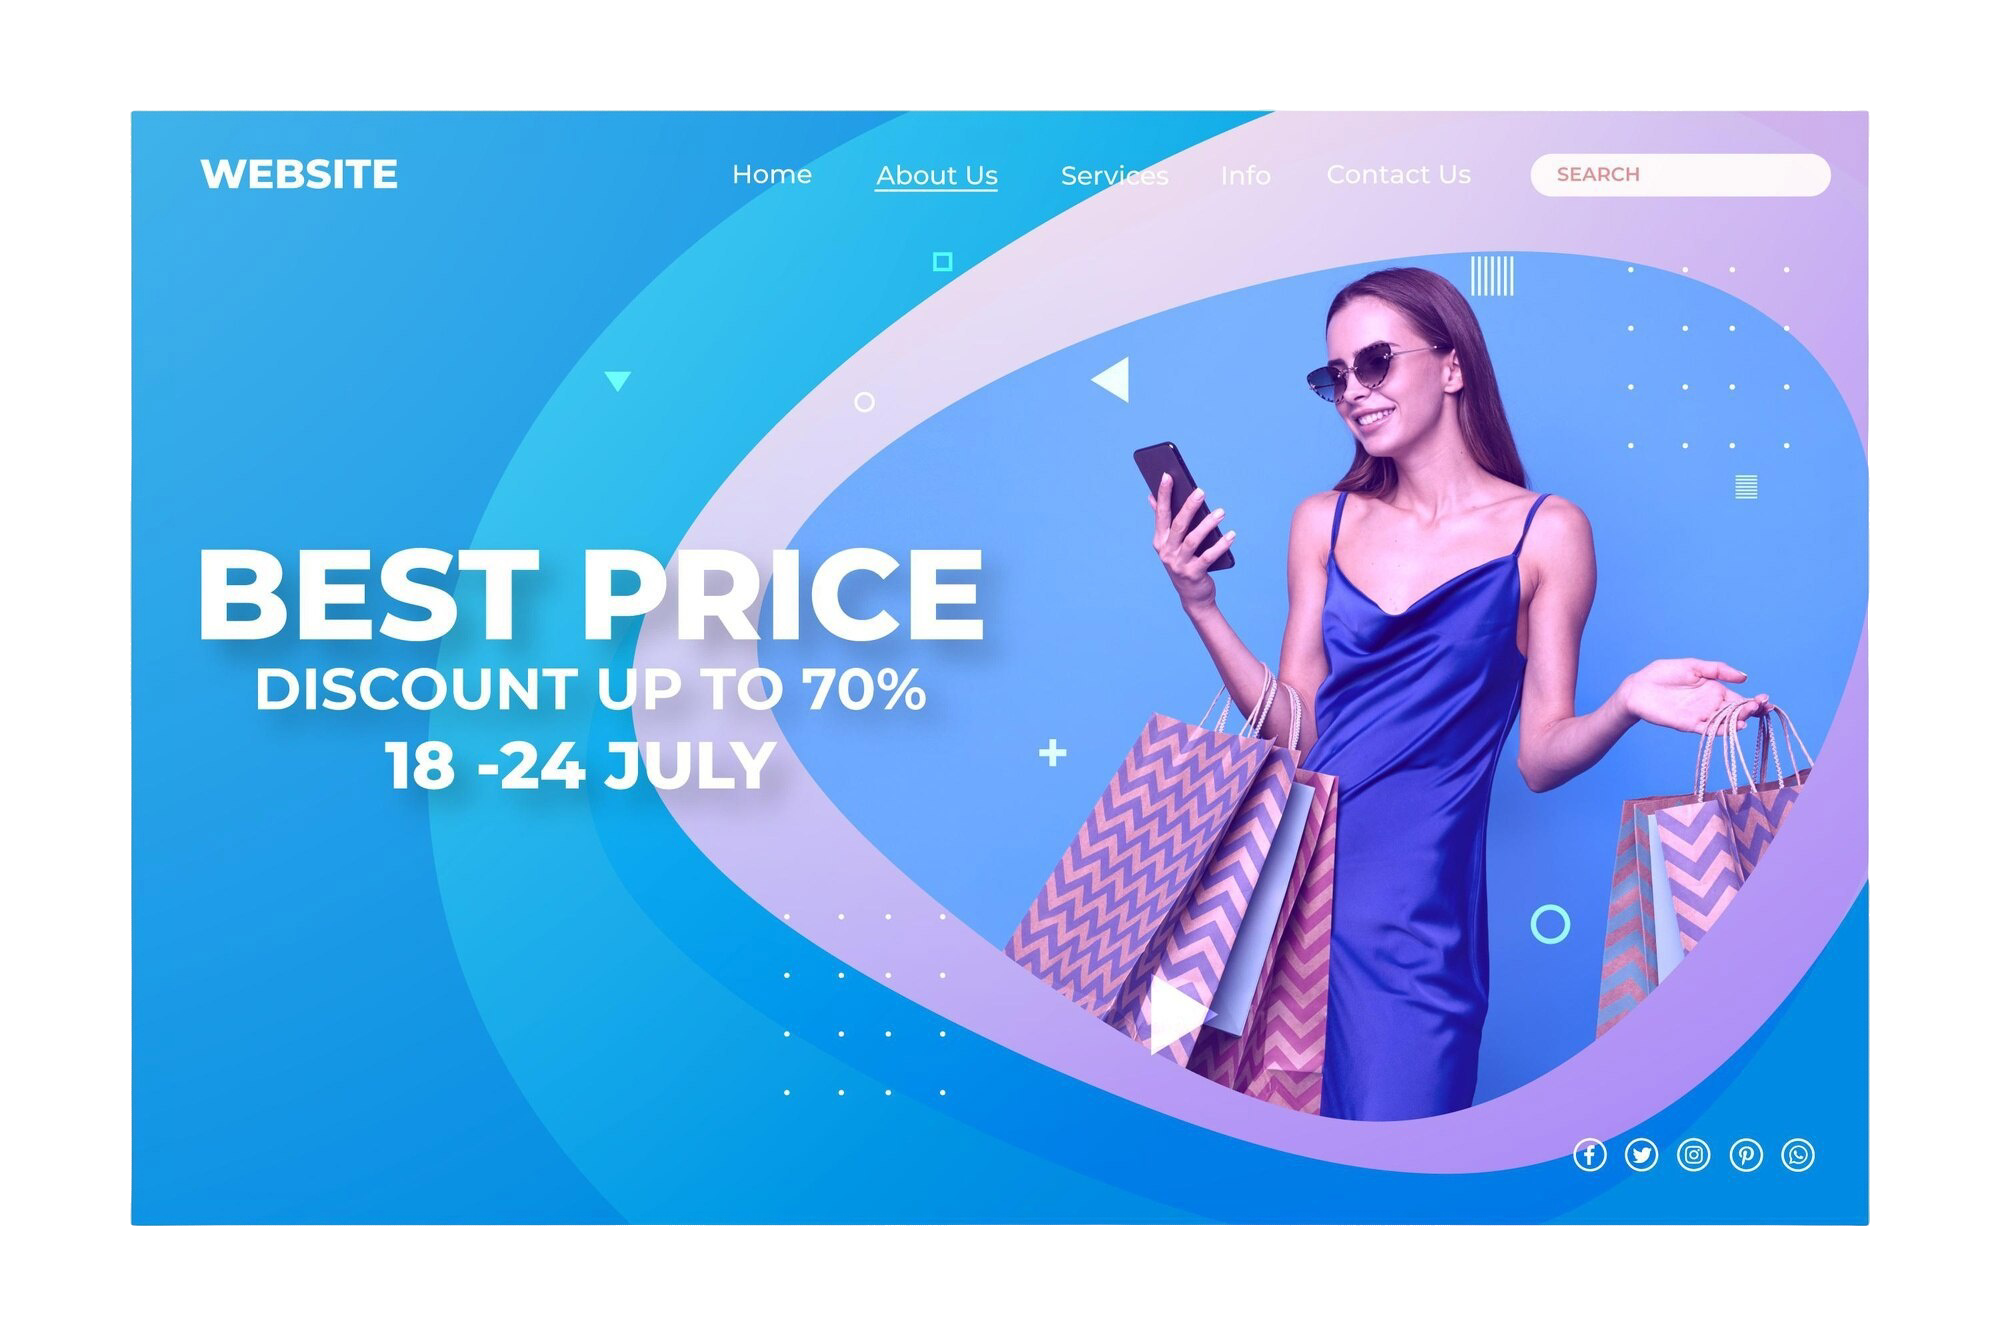 WEBSITE
Home About Us Services Info Contact Us SEARCH
BEST PRICE
DISCOUNT UP TO 70%
18 -24 JULY